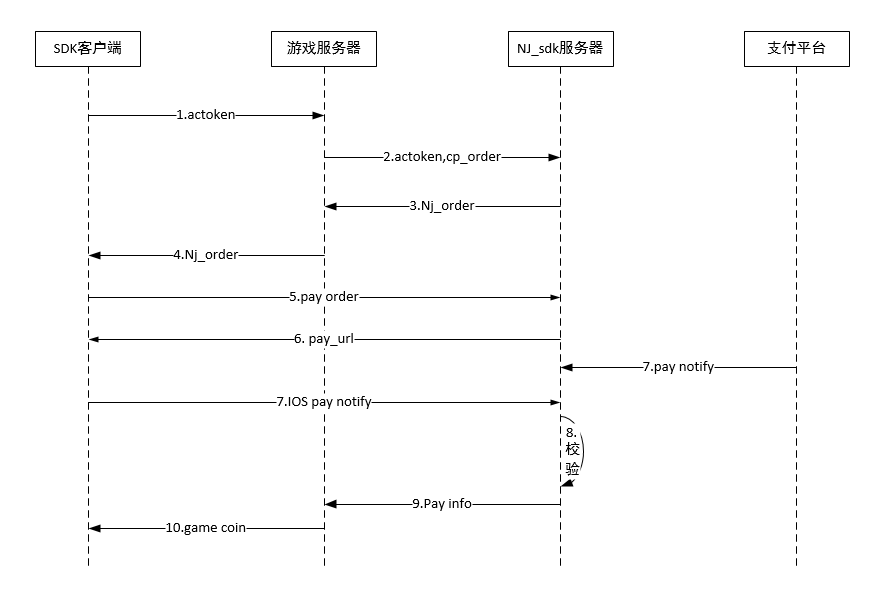 SDK客户端
游戏服务器
NJ_sdk服务器
支付平台
1.actoken
2.actoken,cp_order
3.Nj_order
4.Nj_order
5.pay order
6. pay_url
7.pay notify
7.IOS pay notify
8.
校
验
9.Pay info
10.game coin